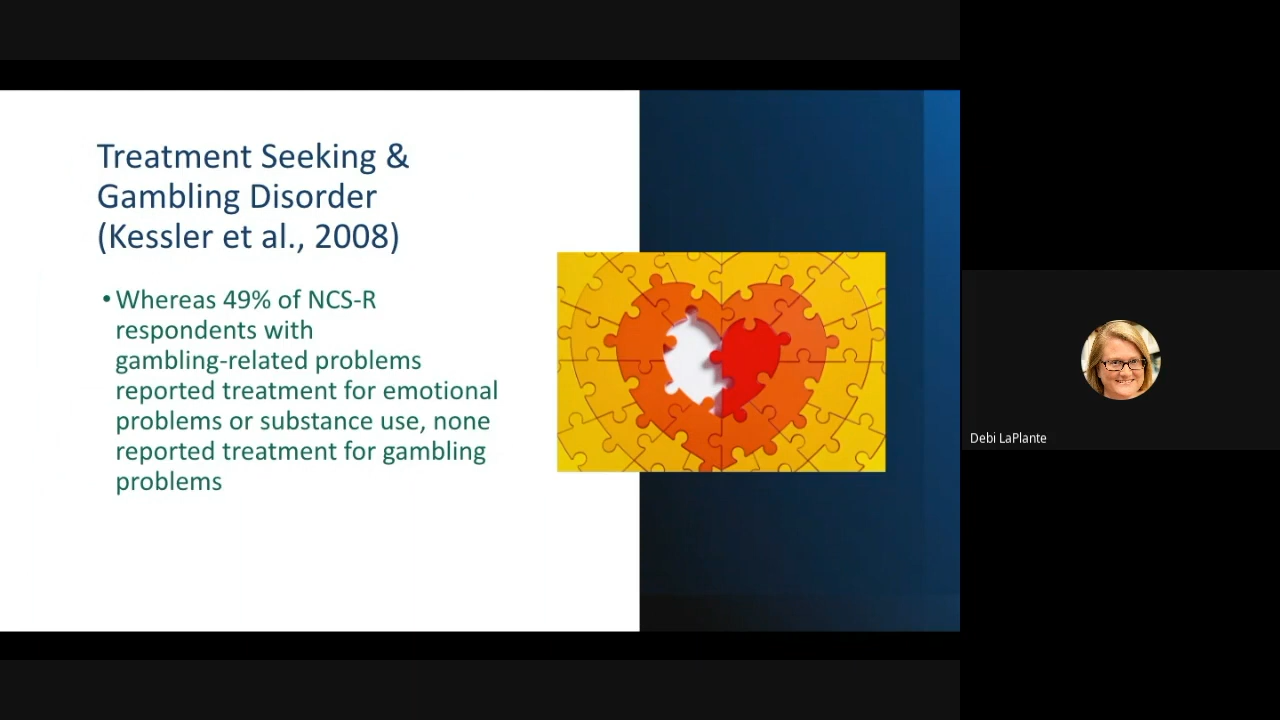 Treatment Seeking &
Gambling Disorder
(Kessler et al., 2008)
• Whereas 49% of NCS-R
respondents with
gambling-related problems
reported treatment for emotional
problems or substance use, none
reported treatment for gambling
problems
Debi LaPlante